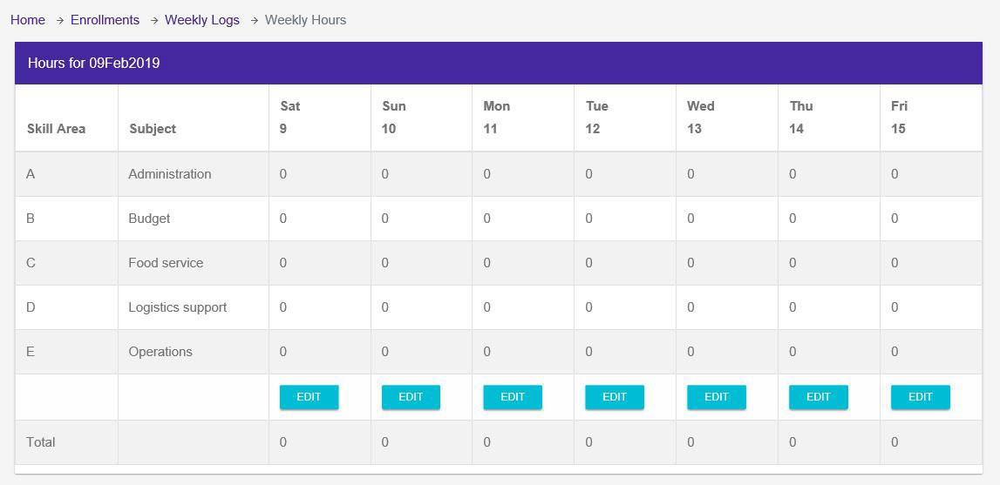 Home → Enrollments → Weekly Logs → Weekly Hours
Hours for 09Feb2019
Sat Sun Mon Tue Wed Thu Fri
Skill Area Subject 9 10 11 12 13 14 15
A Administration 0 0 0 0 0 0 0
B Budget 0 0 0 0 0 0 0
C Food service 0 0 0 0 0 0 0
D Logistics support 0 0 0 0 0 0 0
E Operations 0 0 0 0 0 0 0
EDIT EDIT EDIT EDIT EDIT EDIT EDIT
Total 0 0 0 0 0 0 0